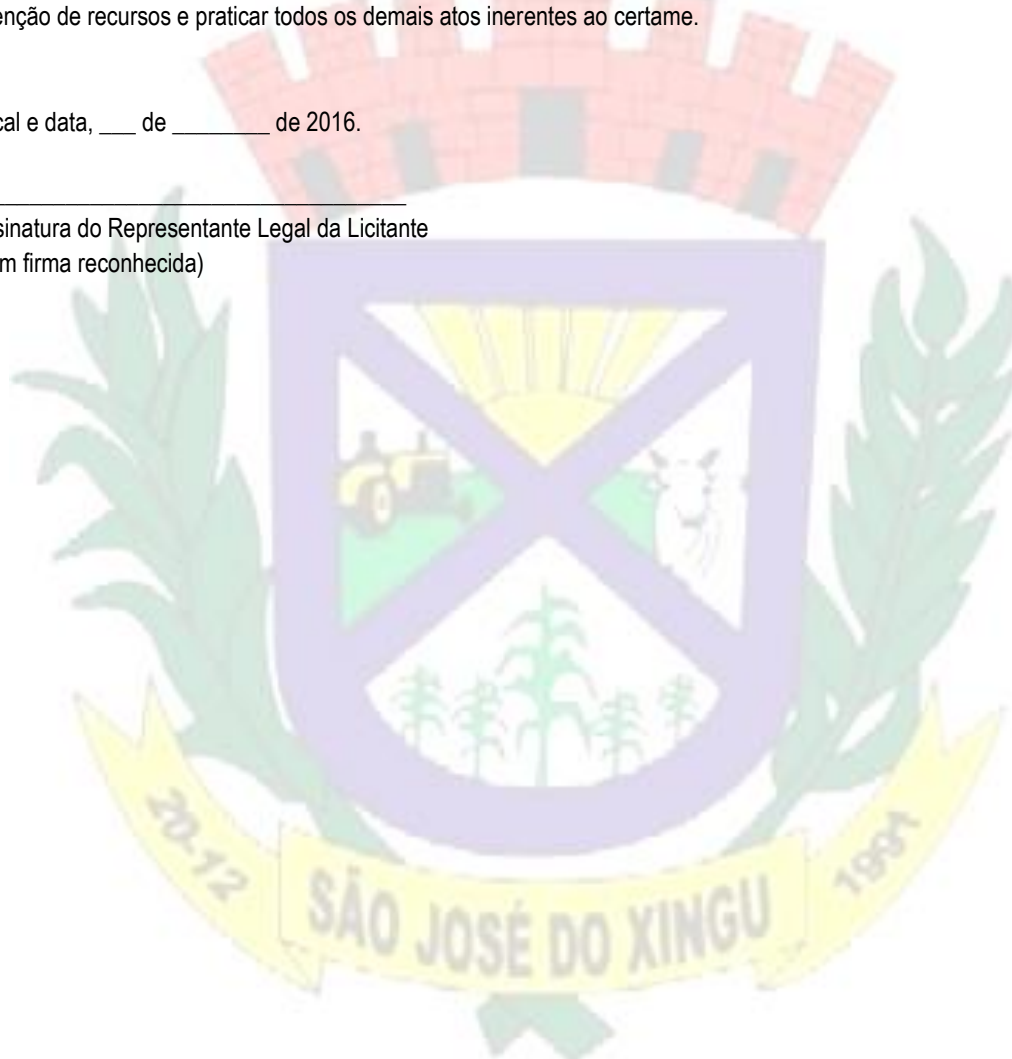 enção de recursos e praticar todos os demais atos inerentes ao certame.
cal e data, ___ de ________ de 2016.
sinatura do Representante Legal da Licitante
m firma reconhecida)
20-12
SÃO JOSÉ DO XINGU
1991